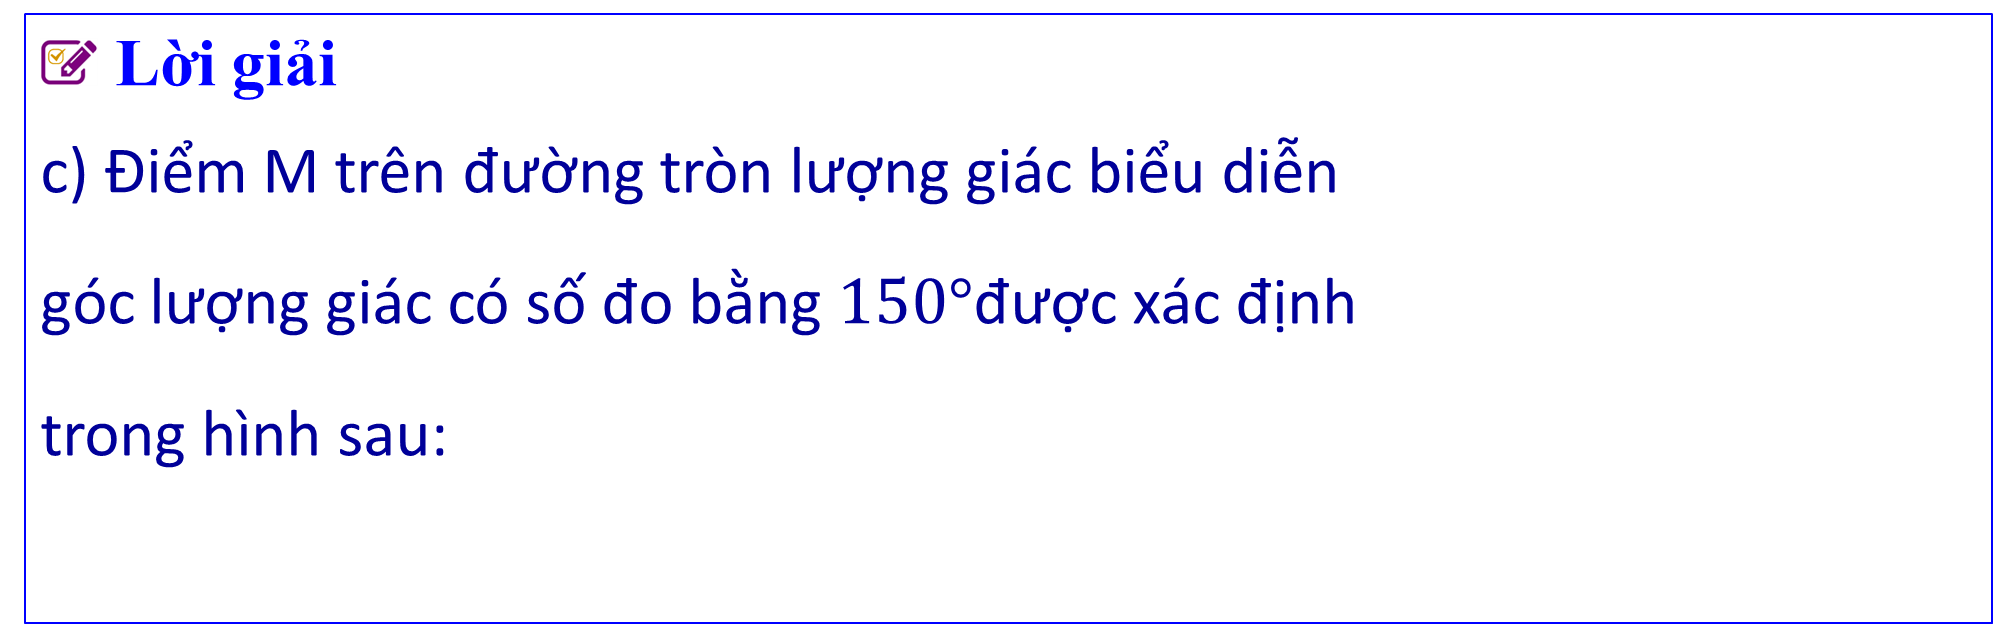 Lời giải
c) Điểm M trên đường tròn lượng giác biểu diễn
góc lượng giác có số đo bằng 150°được xác định
trong hình sau: